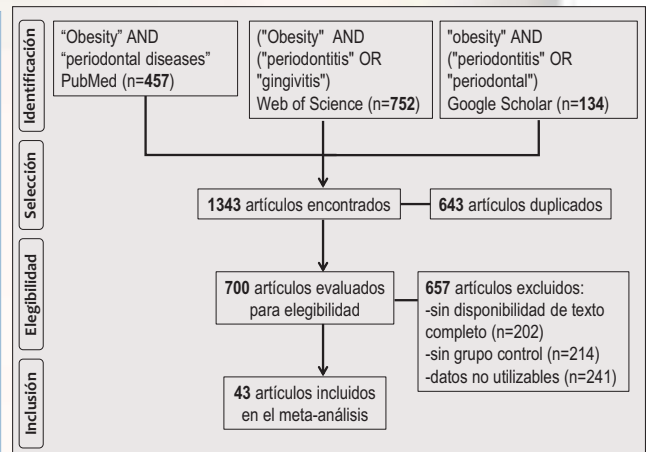 Identificación
“Obesity” AND
“periodontal diseases”
PubMed (n=457)
("Obesity" AND
("periodontitis" OR
"gingivitis")
Web of Science (n=752)
"obesity" AND
("periodontitis" OR
"periodontal")
Google Scholar (n=134)
Selección
1343 artículos encontrados
643 artículos duplicados
Elegibilidad
700 artículos evaluados
para elegibilidad
657 artículos excluidos:
-sin disponibilidad de texto
completo (n=202)
-sin grupo control (n=214)
-datos no utilizables (n=241)
Inclusión
43 artículos incluidos
en el meta-análisis